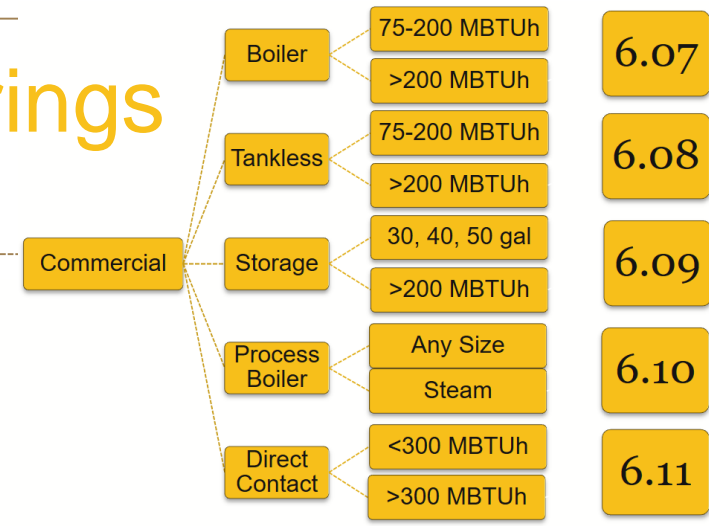 rings
Commercial
Boiler
75-200 MBTUh
>200 MBTUh
6.07
Tankless
75-200 MBTUh
>200 MBTUh
6.08
Storage
30, 40, 50 gal
>200 MBTUh
6.09
Process
Boiler
Any Size
Steam
6.10
Direct
Contact
<300 MBTUh
>300 MBTUh
6.11